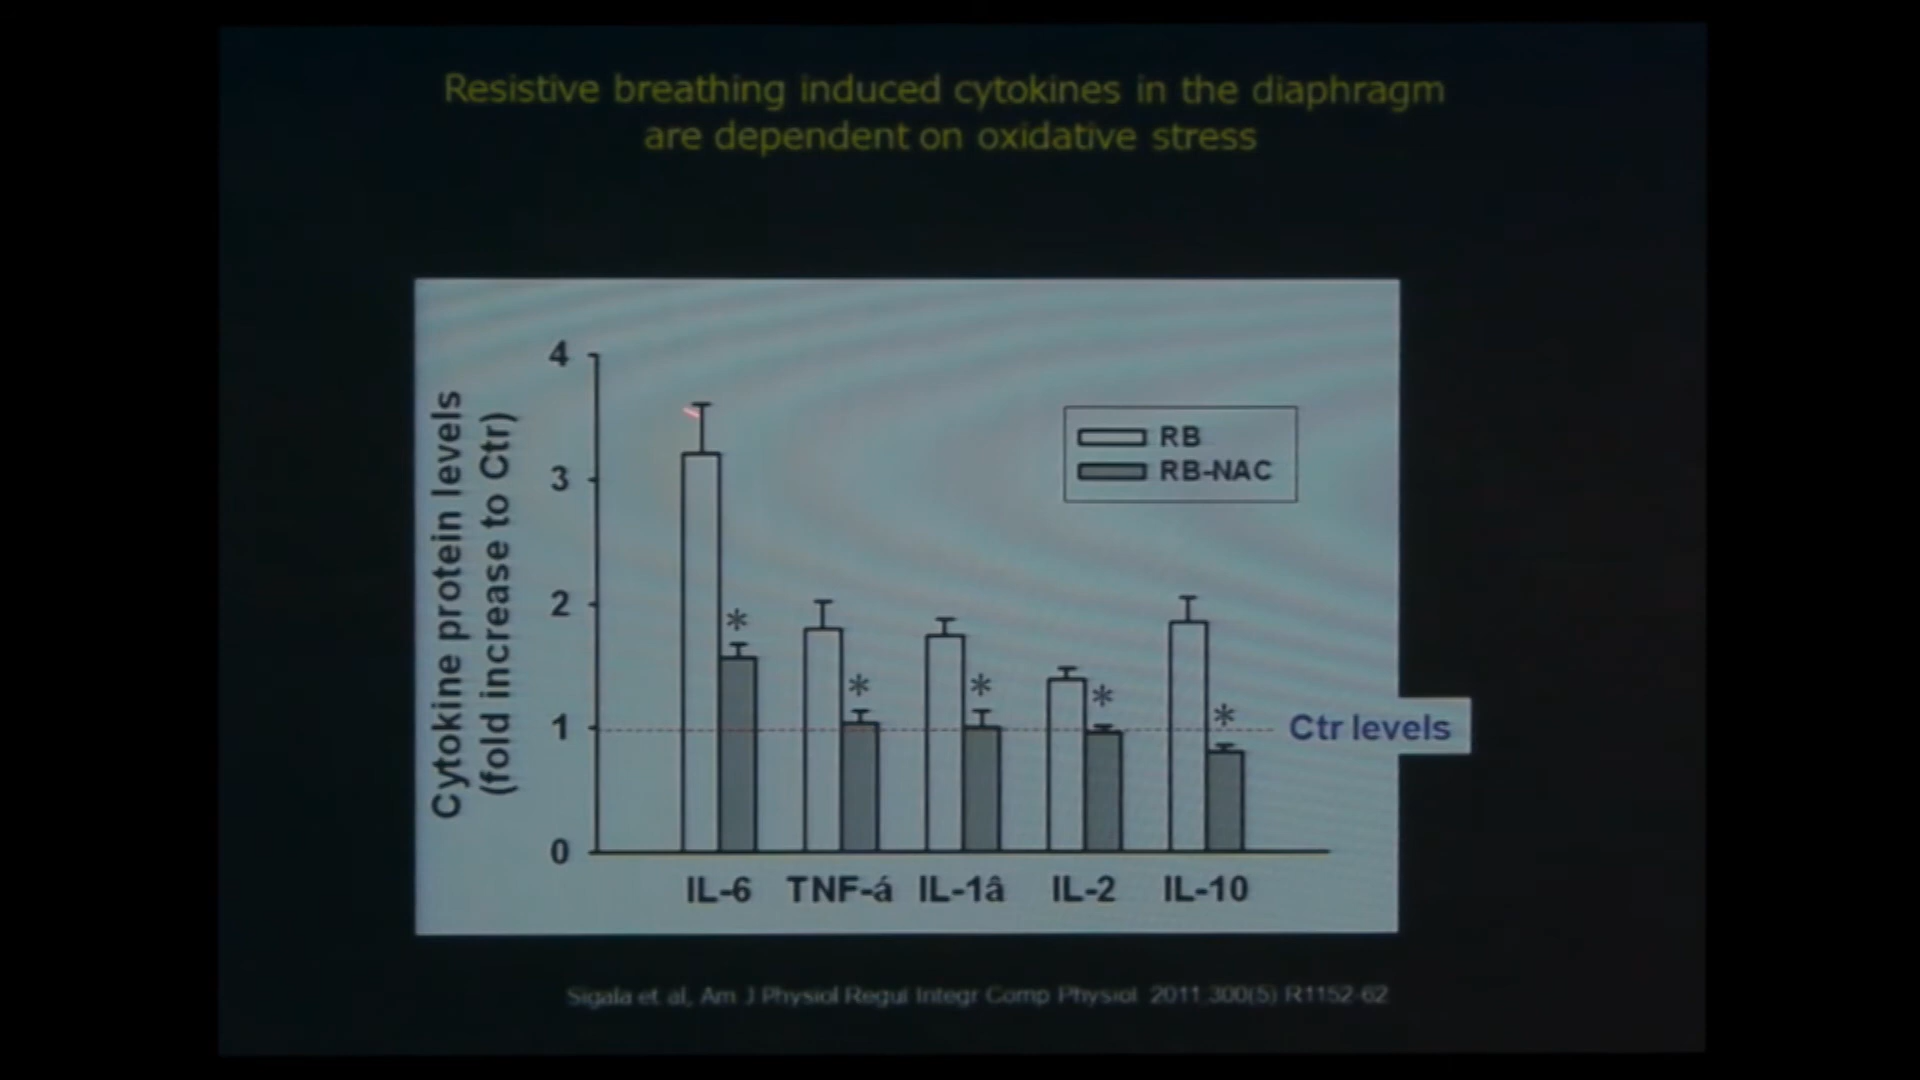 Resistive breathing induced cytokines in the diaphragm
are dependent on oxidative stress
Cytokine protein levels
(fold increase to Ctr)
4
3
2
1
0
RB
RB-NAC
*
*
*
*
*
Ctr levels
IL-6 TNF-á IL-1â IL-2 IL-10
Sigala et al, Am J Physiol Regul Integr Comp Physiol 2011:300(5) R1152-62